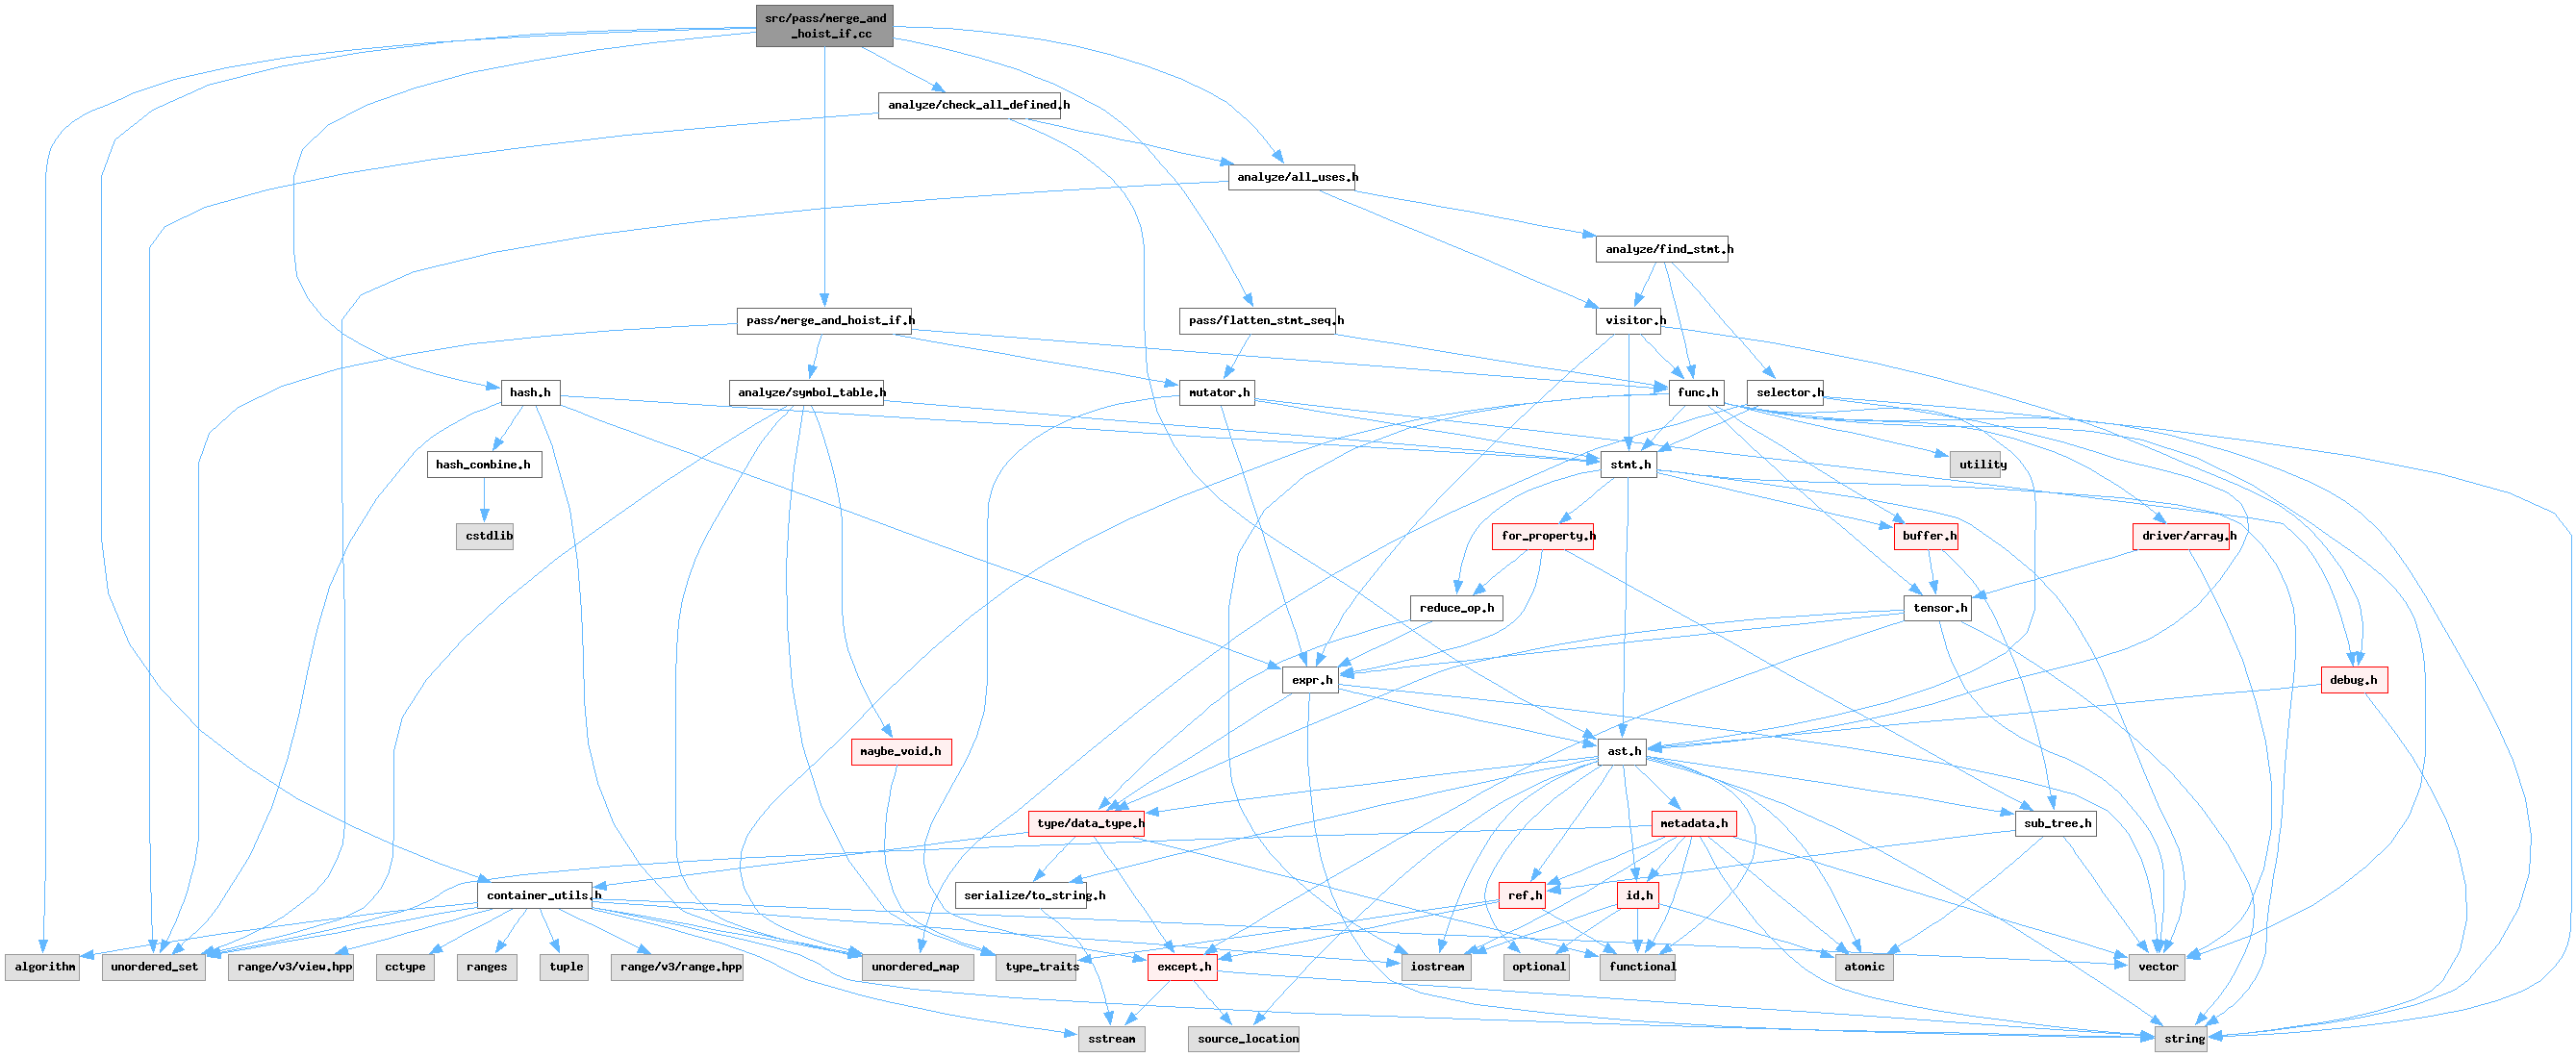 src/pass/merge_and
_hoist_if.cc
analyze/check_all_defined.h
analyze/all_uses.h
analyze/find_stmt.h
pass/merge_and_hoist_if.h
pass/flatten_stmt_seq.h
visitor.h
hash.h
analyze/symbol_table.h
mutator.h
func.h
selector.h
hash_combine.h
stmt.h
utility
cstdlib
for_property.h
buffer.h
driver/array.h
reduce_op.h
tensor.h
expr.h
debug.h
maybe_void.h
ast.h
type/data_type.h
metadata.h
sub_tree.h
container_utils.h
serialize/to_string.h
ref.h
id.h
algorithm
unordered_set
range/v3/view.hpp
cctype
ranges
tuple
range/v3/range.hpp
unordered_map
type_traits
except.h
iostream
optional
functional
atomic
vector
sstream
source_location
string